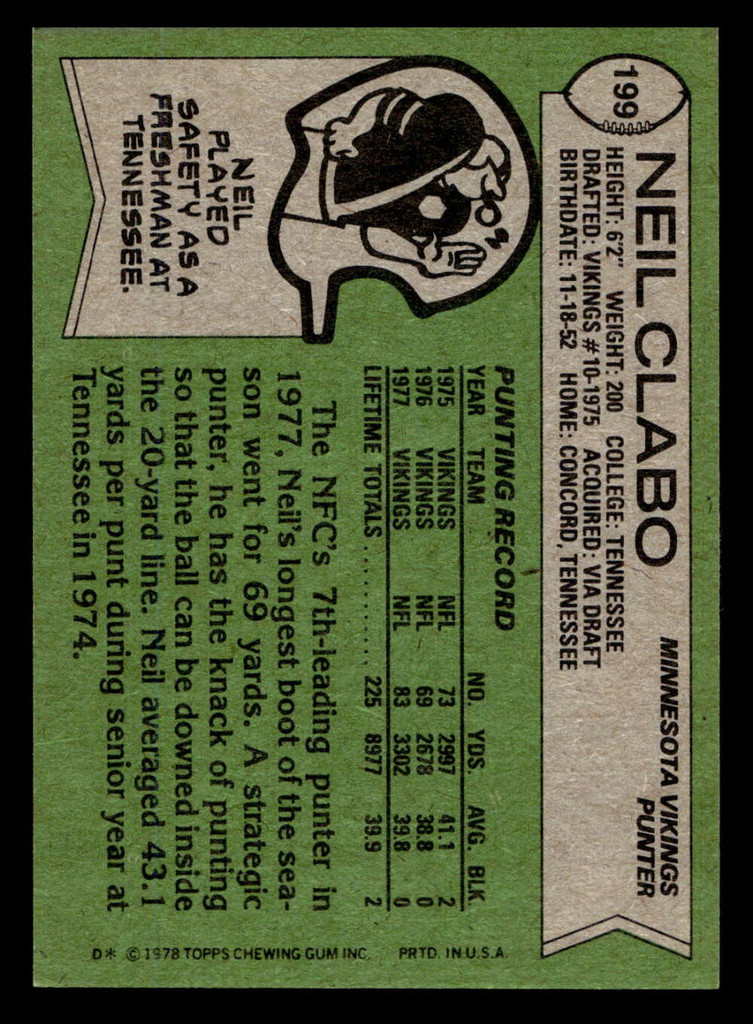 199
NEIL CLABO
MINNESOTA VIKINGS
PUNTER
HEIGHT: 6'2" WEIGHT: 200 COLLEGE: TENNESSEE
DRAFTED: VIKINGS #10-1975 ACQUIRED: VIA DRAFT
BIRTHDATE: 11-18-52 HOME: CONCORD, TENNESSEE
NEIL
PLAYED
SAFETY AS A
FRESHMAN AT
TENNESSEE.
PUNTING RECORD
YEAR TEAM NO. YDS. AVG. BLK.
1975 VIKINGS NFL 73 2997 41.1 2
1976 VIKINGS NFL 69 2678 38.8 0
1977 VIKINGS NFL 83 3302 39.8 0
LIFETIME TOTALS .......... 225 8977 39.9 2
The NFC's 7th-leading punter in
1977, Neil's longest boot of the sea-
son went for 69 yards. A strategic
punter, he has the knack of punting
so that the ball can be downed inside
the 20-yard line. Neil averaged 43.1
yards per punt during senior year at
Tennessee in 1974.
D* © 1978 TOPPS CHEWING GUM INC. PRTD. IN U.S.A.